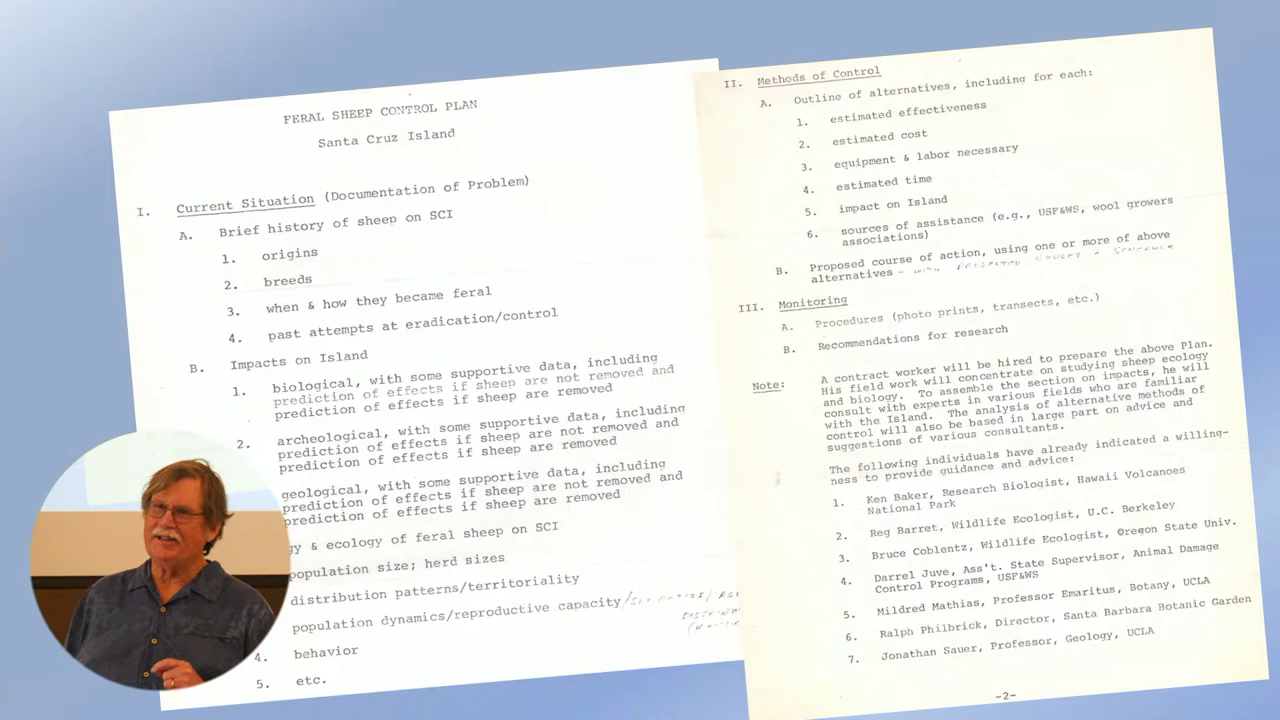 FERAL SHEEP CONTROL PLAN
Santa Cruz Island
I. Current Situation (Documentation of Problem)
A. Brief history of sheep on SCI
1. origins
2. breeds
3. when & how they became feral
4. past attempts at eradication/control
B. Impacts on Island
1. biological, with some supportive data, including
prediction of effects if sheep are not removed and
prediction of effects if sheep are removed
2. archeological, with some supportive data, including
prediction of effects if sheep are not removed and
prediction of effects if sheep are removed
geological, with some supportive data, including
prediction of effects if sheep are not removed and
prediction of effects if sheep are removed
& ecology of feral sheep on SCI
population size; herd sizes
distribution patterns/territoriality
population dynamics/reproductive capacity
4. behavior
5. etc.
II. Methods of Control
A. Outline of alternatives, including for each:
1. estimated effectiveness
2. estimated cost
3. equipment & labor necessary
4. estimated time
5. impact on Island
6. sources of assistance (e.g., USF&WS, wool growers
associations)
B. Proposed course of action, using one or more of above
alternatives -
III. Monitoring
A. Procedures (photo prints, transects, etc.)
B. Recommendations for research
Note: A contract worker will be hired to prepare the above Plan.
His field work will concentrate on studying sheep ecology
and biology. To assemble the section on impacts, he will
consult with experts in various fields who are familiar
with the Island. The analysis of alternative methods of
control will also be based in large part on advice and
suggestions of various consultants.
The following individuals have already indicated a willing-
ness to provide guidance and advice:
1. Ken Baker, Research Biologist, Hawaii Volcanoes
National Park
2. Reg Barret, Wildlife Ecologist, U.C. Berkeley
3. Bruce Coblentz, Wildlife Ecologist, Oregon State Univ.
4. Darrel Juve, Ass't. State Supervisor, Animal Damage
Control Programs, USF&WS
5. Mildred Mathias, Professor Emeritus, Botany, UCLA
6. Ralph Philbrick, Director, Santa Barbara Botanic Garden
7. Jonathan Sauer, Professor, Geology, UCLA
-2-